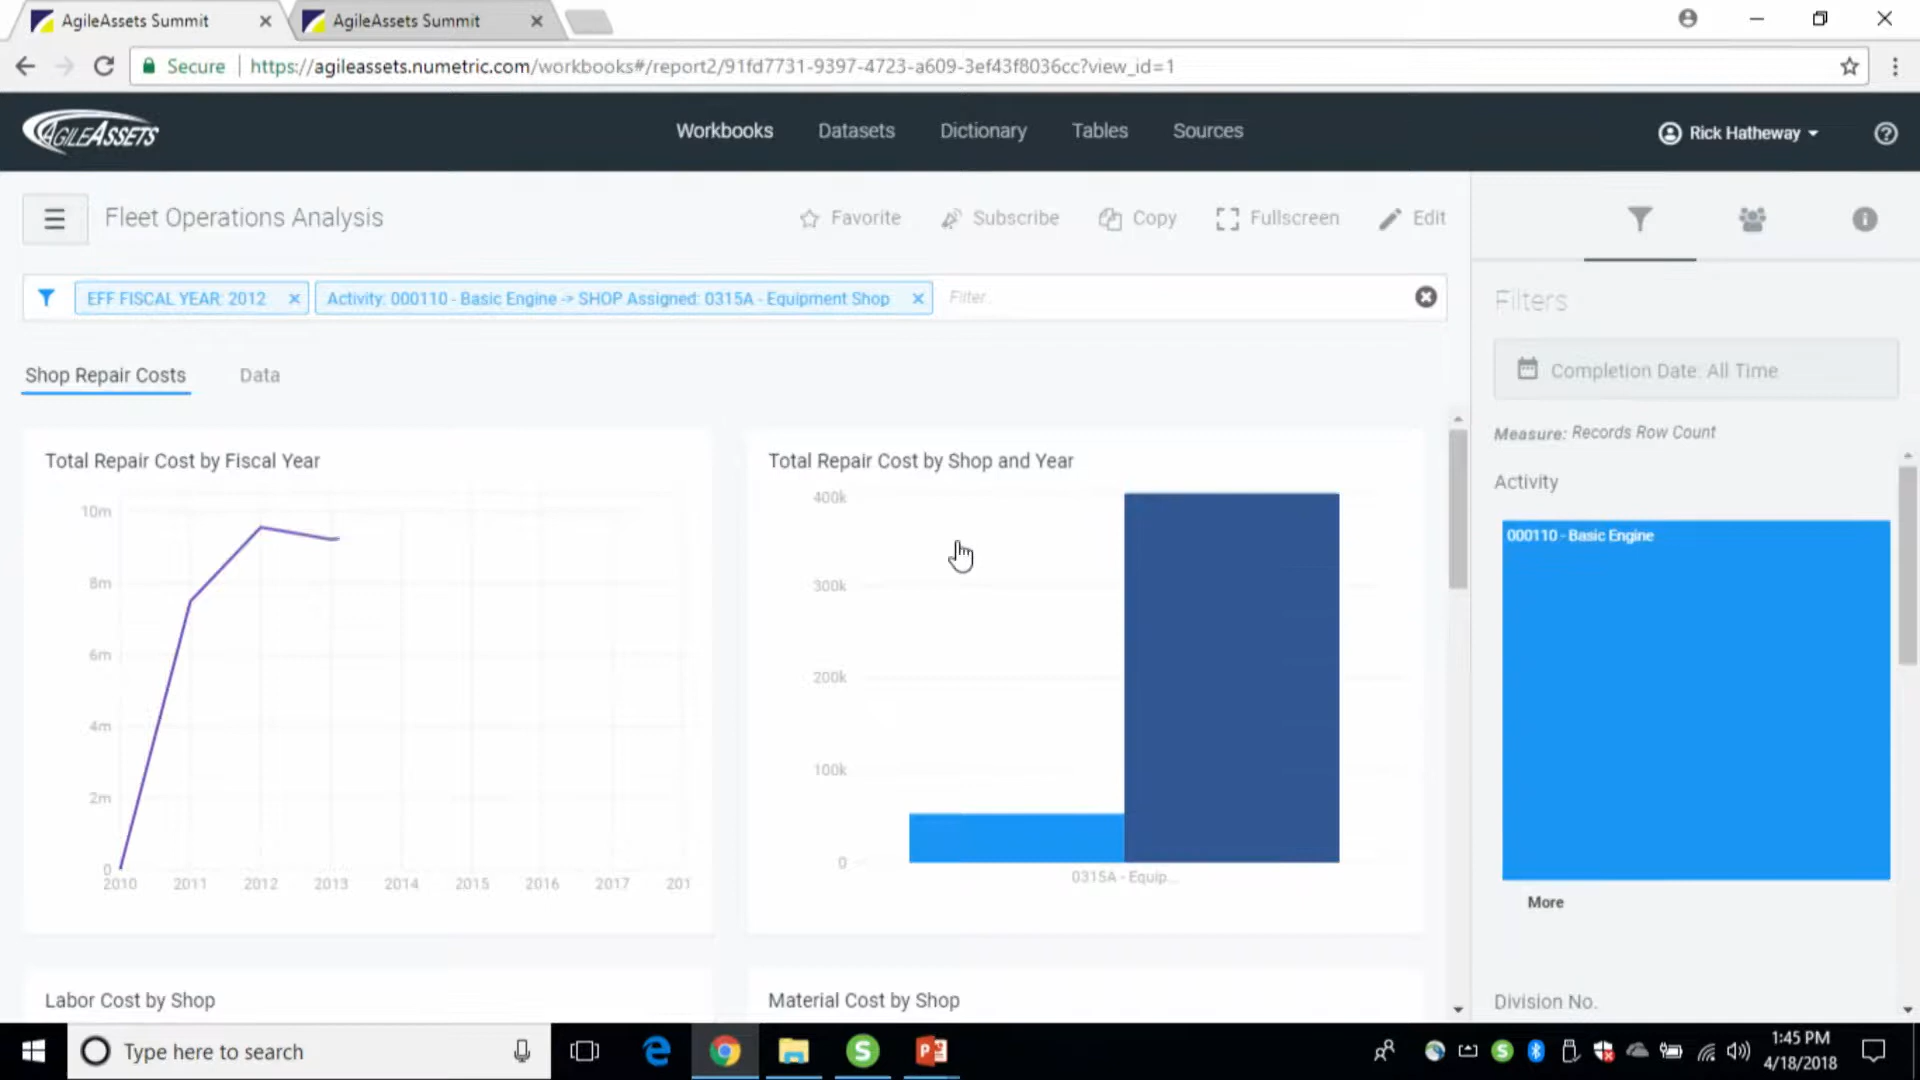 AgileAssets Summit
AgileAssets Summit
Secure
https://agileassets.numetric.com/workbooks#/report2/91fd7731-9397-4723-a609-3ef43f8036cc?view_id=1
AGILEASSETS
Workbooks
Datasets
Dictionary
Tables
Sources
Rick Hatheway
Fleet Operations Analysis
Favorite
Subscribe
Copy
Fullscreen
Edit
EFF FISCAL YEAR: 2012
Activity: 000110 - Basic Engine -> SHOP Assigned: 0315A - Equipment Shop
Filter
Filters
Completion Date: All Time
Shop Repair Costs
Data
Measure: Records Row Count
Activity
000110 - Basic Engine
More
Division No.
Total Repair Cost by Fiscal Year
10m
8m
6m
4m
2m
0
2010 2011 2012 2013 2014 2015 2016 2017 201
Total Repair Cost by Shop and Year
400k
300k
200k
100k
0
0315A - Equip...
Labor Cost by Shop
Material Cost by Shop
Type here to search
1:45 PM
4/18/2018